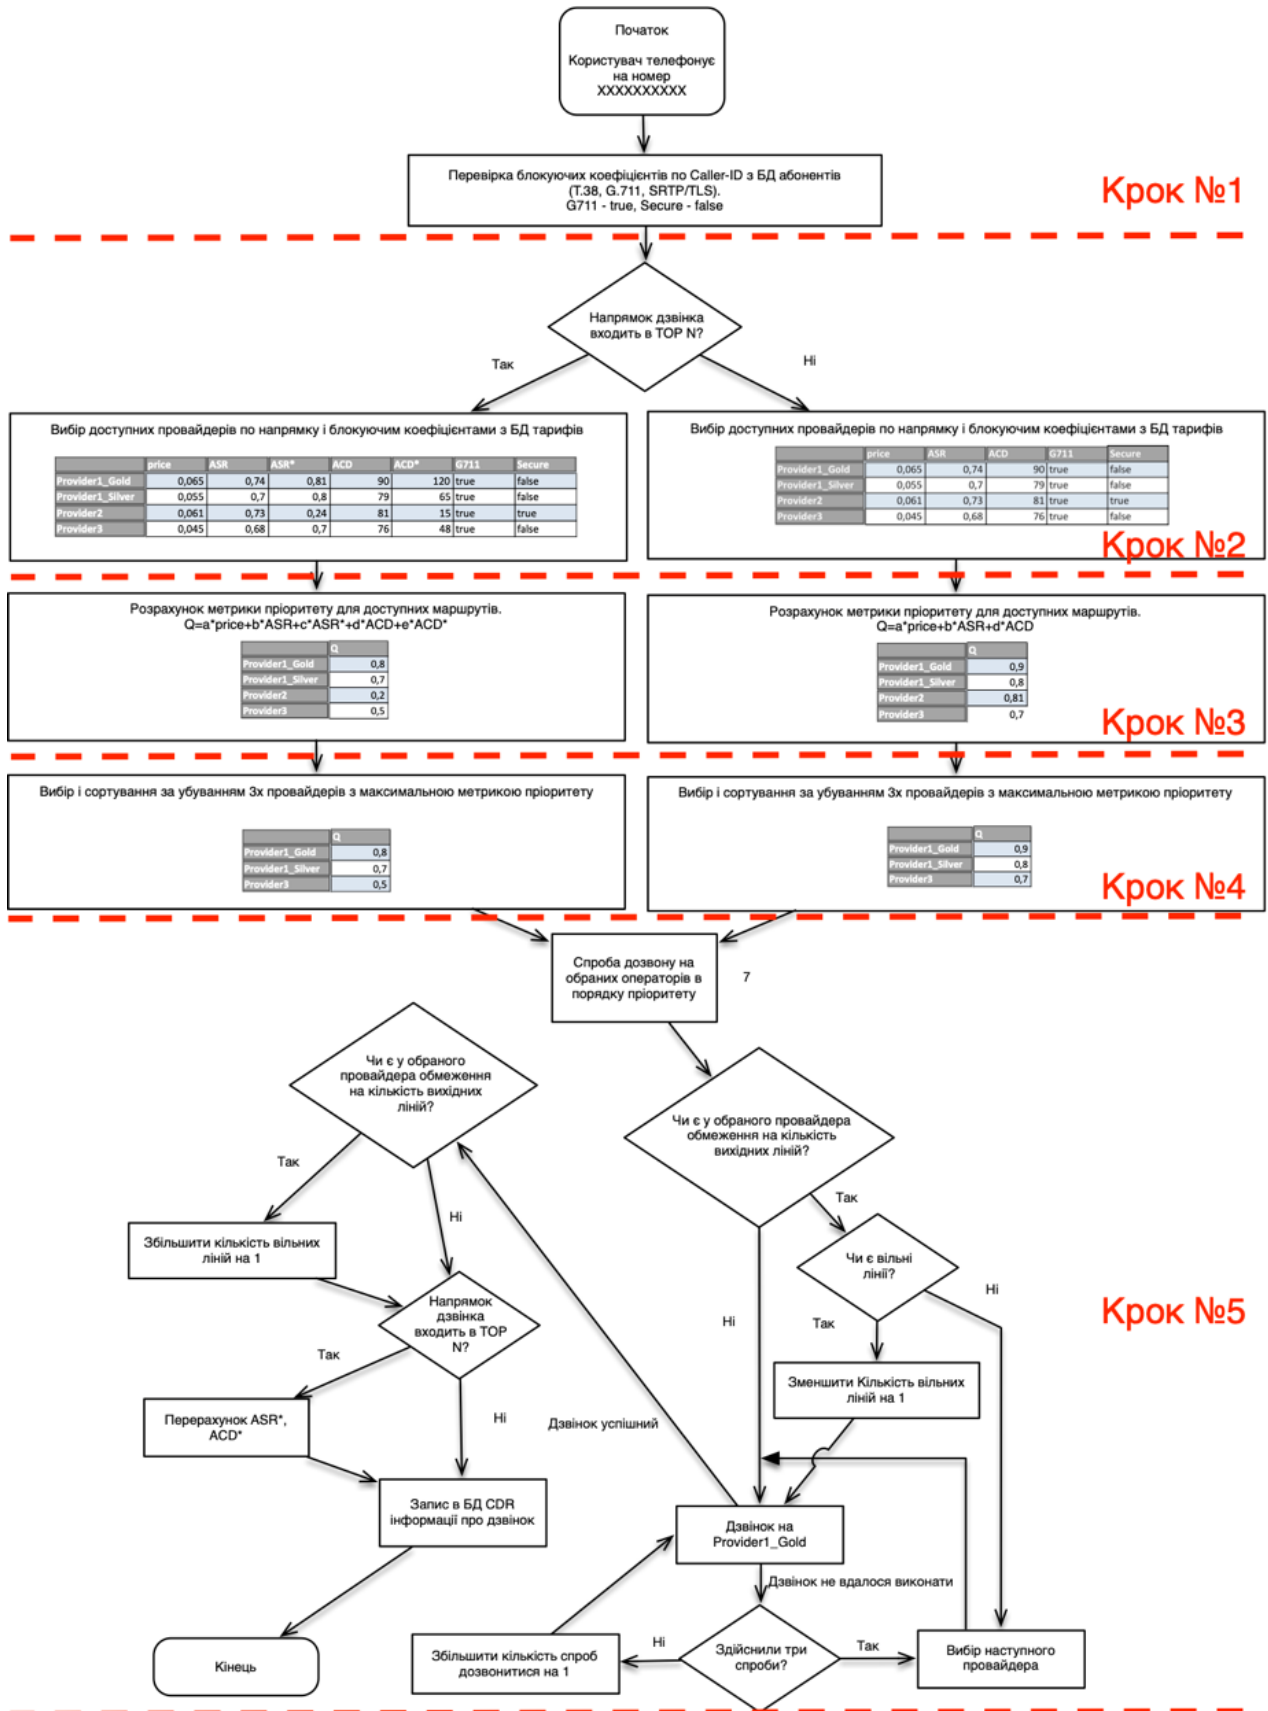 Початок
Користувач телефонує
на номер
XXXXXXXXXX
Перевірка блокуючих коефіцієнтів по Caller-ID з БД абонентів
(T.38, G.711, SRTP/TLS).
G711 - true, Secure - false
Крок №1
Напрямок дзвінка
входить в TOP N?
Так
Ні
Вибір доступних провайдерів по напрямку і блокуючим коефіцієнтами з БД тарифів
price ASR ASR* ACD ACD* G711 Secure
Provider1_Gold 0,065 0,74 0,81 90 120 true false
Provider1_Silver 0,055 0,7 0,8 79 65 true false
Provider2 0,061 0,73 0,24 81 15 true true
Provider3 0,045 0,68 0,7 76 48 true false
Вибір доступних провайдерів по напрямку і блокуючим коефіцієнтами з БД тарифів
price ASR ACD G711 Secure
Provider1_Gold 0,065 0,74 90 true false
Provider1_Silver 0,055 0,7 79 true false
Provider2 0,061 0,73 81 true true
Provider3 0,045 0,68 76 true false
Крок №2
Розрахунок метрики пріоритету для доступних маршрутів.
Q=a*price+b*ASR+c*ASR*+d*ACD+e*ACD*
Q
Provider1_Gold 0,8
Provider1_Silver 0,7
Provider2 0,2
Provider3 0,5
Розрахунок метрики пріоритету для доступних маршрутів.
Q=a*price+b*ASR+d*ACD
Q
Provider1_Gold 0,9
Provider1_Silver 0,8
Provider2 0,81
Provider3 0,7
Крок №3
Вибір і сортування за убуванням 3х провайдерів з максимальною метрикою пріоритету
Q
Provider1_Gold 0,8
Provider1_Silver 0,7
Provider3 0,5
Вибір і сортування за убуванням 3х провайдерів з максимальною метрикою пріоритету
Q
Provider1_Gold 0,9
Provider1_Silver 0,8
Provider3 0,7
Крок №4
Спроба дозвону на
обраних операторів в
порядку пріоритету
7
Чи є у обраного
провайдера обмеження
на кількість вихідних
ліній?
Чи є у обраного провайдера
обмеження на кількість
вихідних ліній?
Так
Ні
Так
Збільшити кількість вільних
ліній на 1
Чи є вільні
лінії?
Ні
Напрямок
дзвінка
входить в TOP
N?
Крок №5
Ні
Так
Так
Зменшити Кількість вільних
ліній на 1
Перерахунок ASR*,
ACD*
Ні
Дзвінок успішний
Запис в БД CDR
інформації про дзвінок
Дзвінок на
Provider1_Gold
Дзвінок не вдалося виконати
Кінець
Збільшити кількість спроб
дозвонитися на 1
Ні
Здійснили три
спроби?
Так
Вибір наступного
провайдера